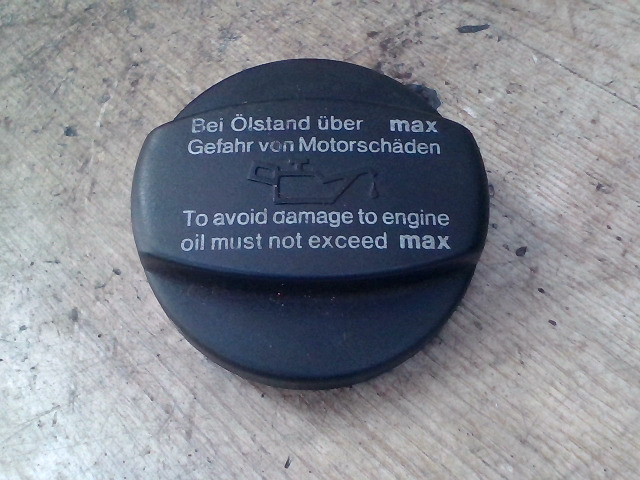 Bei Ölstand über max
Gefahr von Motorschäden
To avoid damage to engine
oil must not exceed max